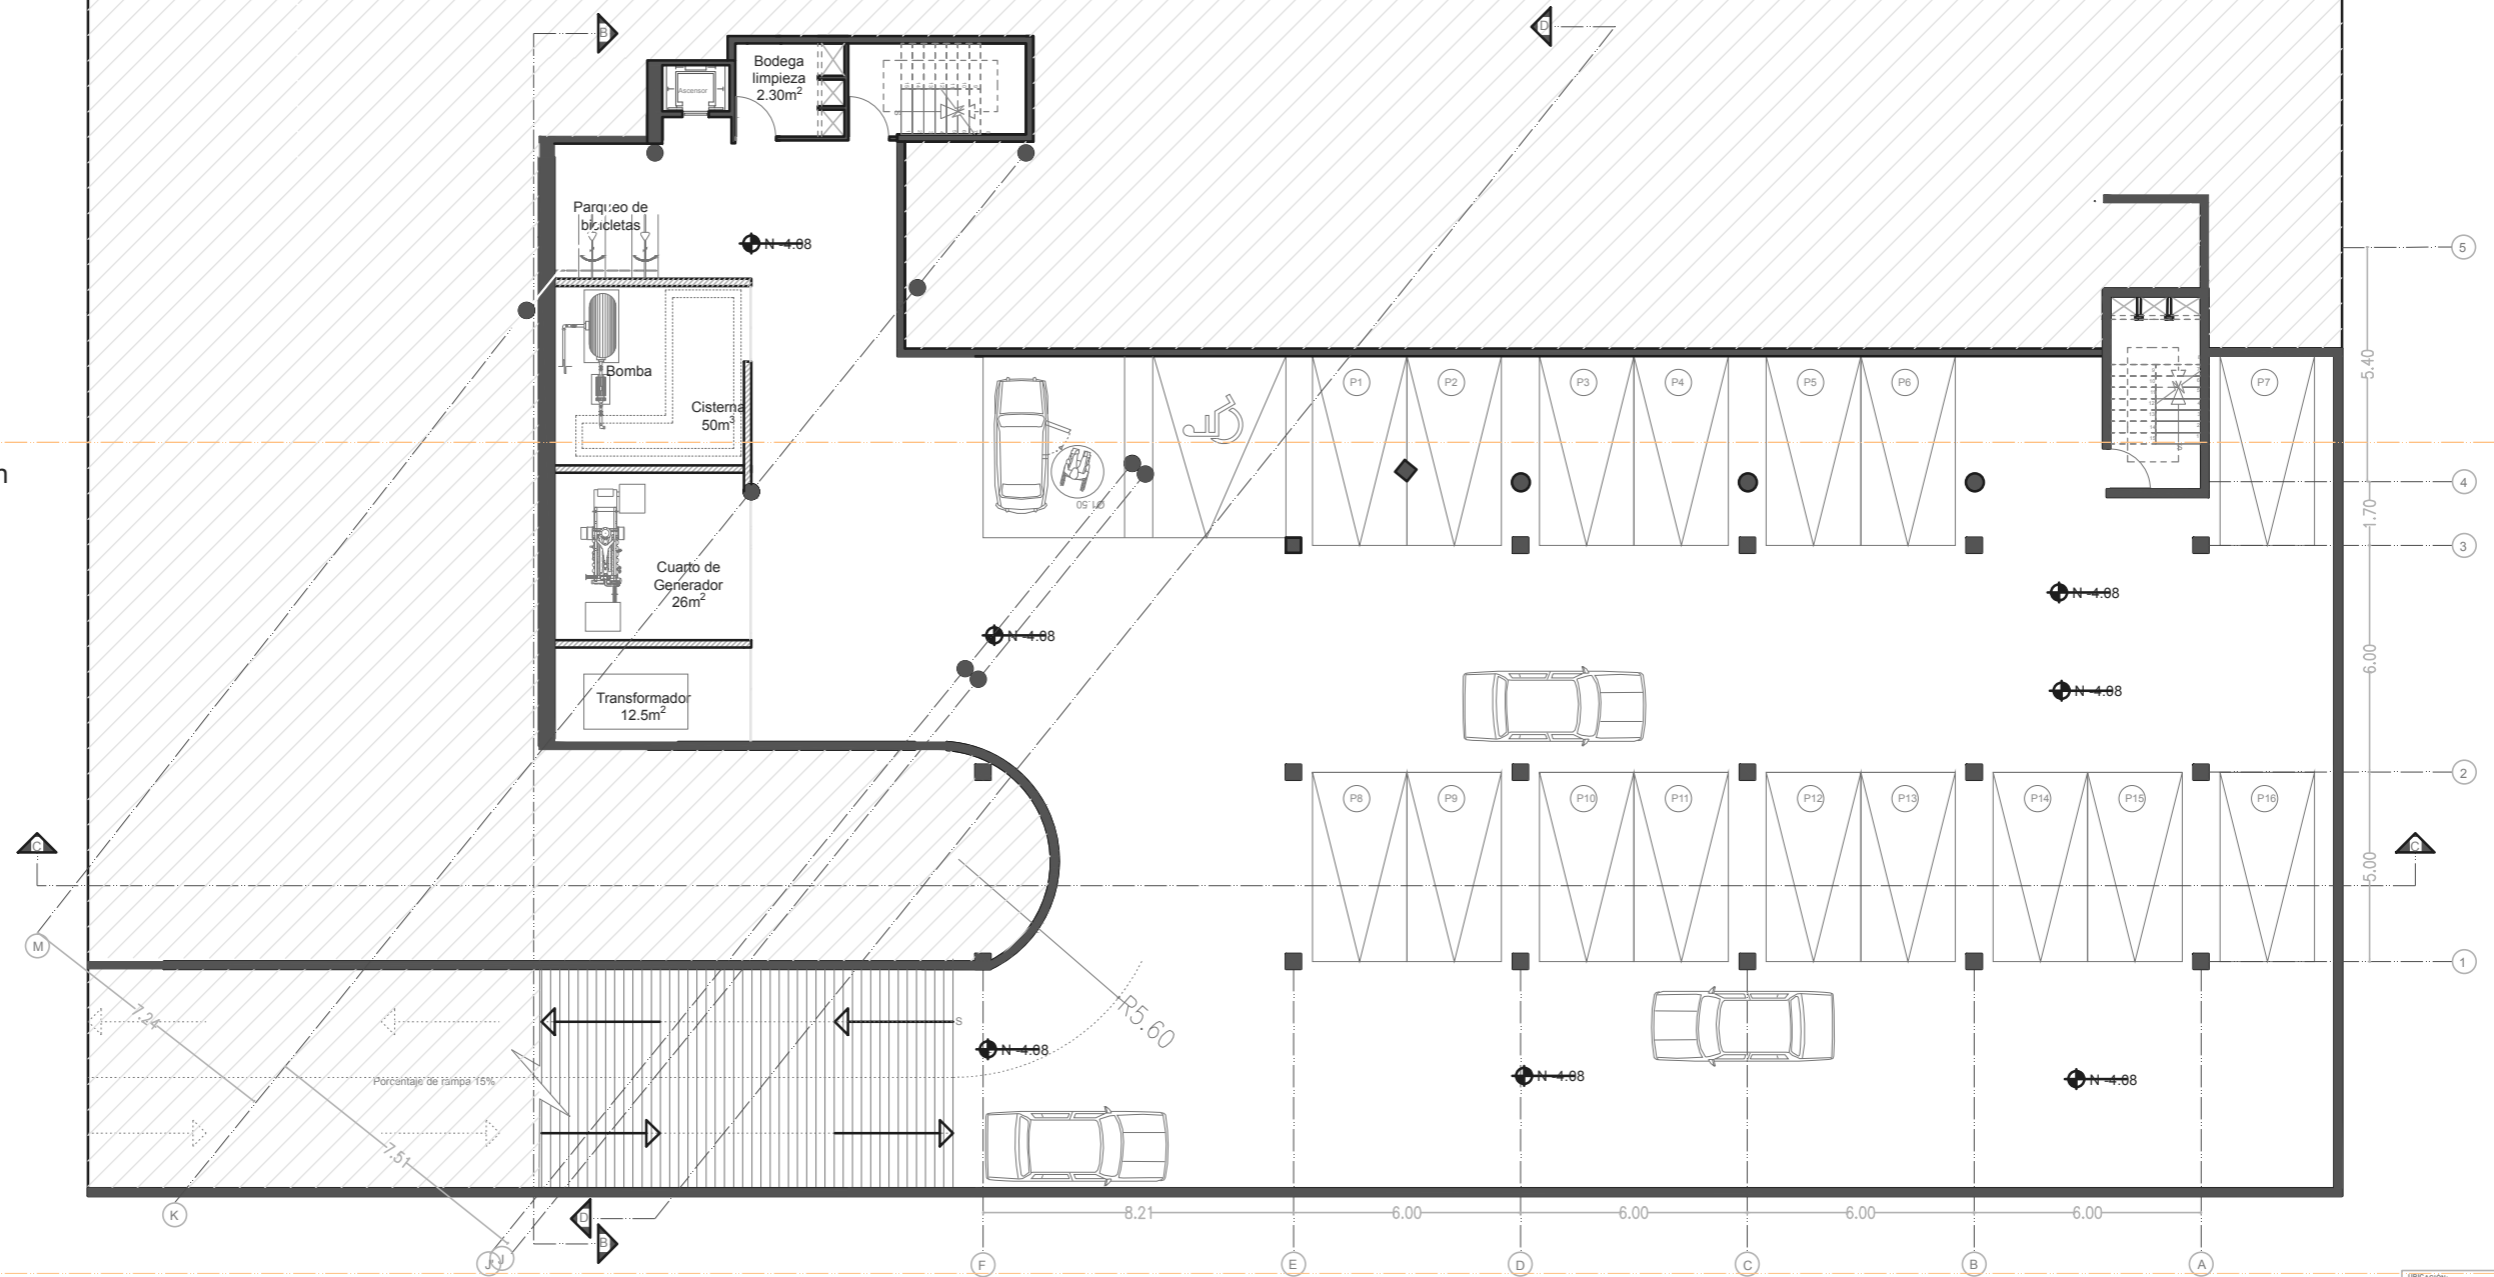 B
D
Bodega
limpieza
2.30m²
Ascensor
Parqueo de
bicicletas
N -4.08
5
5.40
Bomba
Cisterna
50m³
P1
P2
P3
P4
P5
P6
P7
n
Ø1.50
4
1.70
3
Cuarto de
Generador
26m²
N -4.08
N -4.08
6.00
N -4.08
Transformador
12.5m²
2
P8
P9
P10
P11
P12
P13
P14
P15
P16
C
C
5.00
M
1
7.24
S
R5.60
N -4.08
Porcentaje de rampa 15%
N -4.08
N -4.08
7.51
K
D
B
8.21
6.00
6.00
6.00
6.00
J'
J
F
E
D
C
B
A